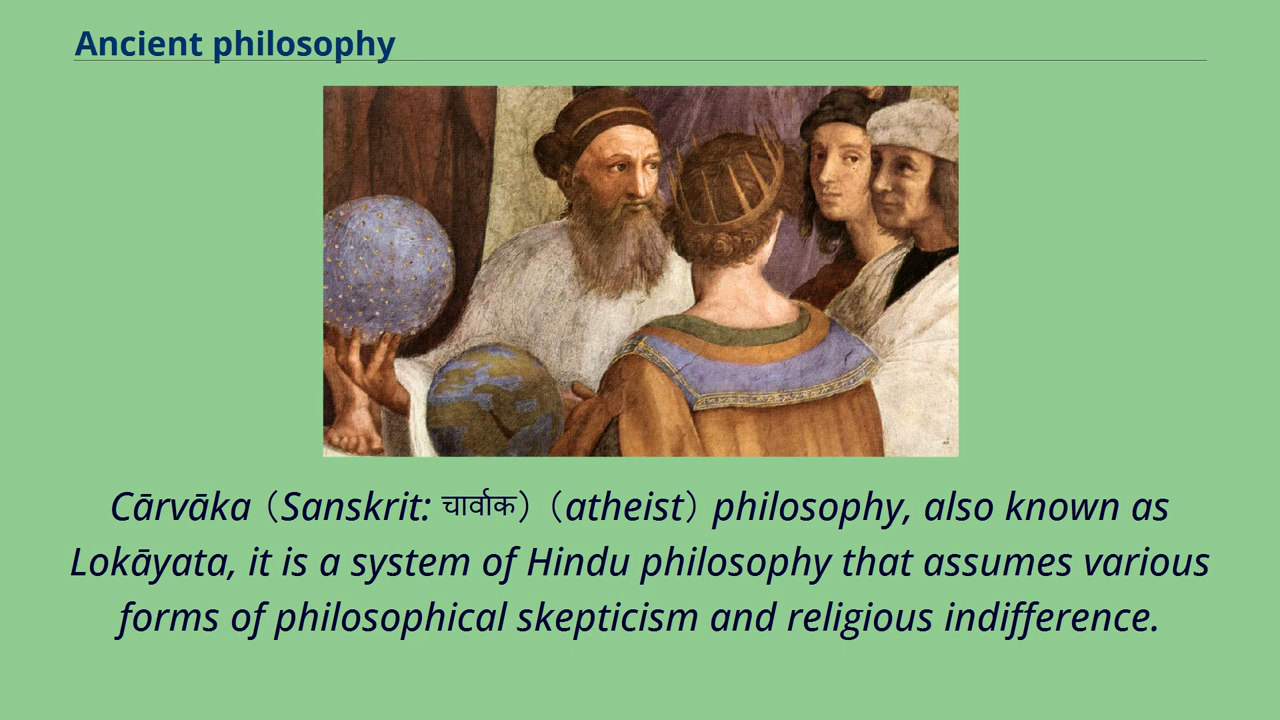 Ancient philosophy
Cārvāka（Sanskrit: चार्वाक）（atheist）philosophy, also known as
Lokāyata, it is a system of Hindu philosophy that assumes various
forms of philosophical skepticism and religious indifference.